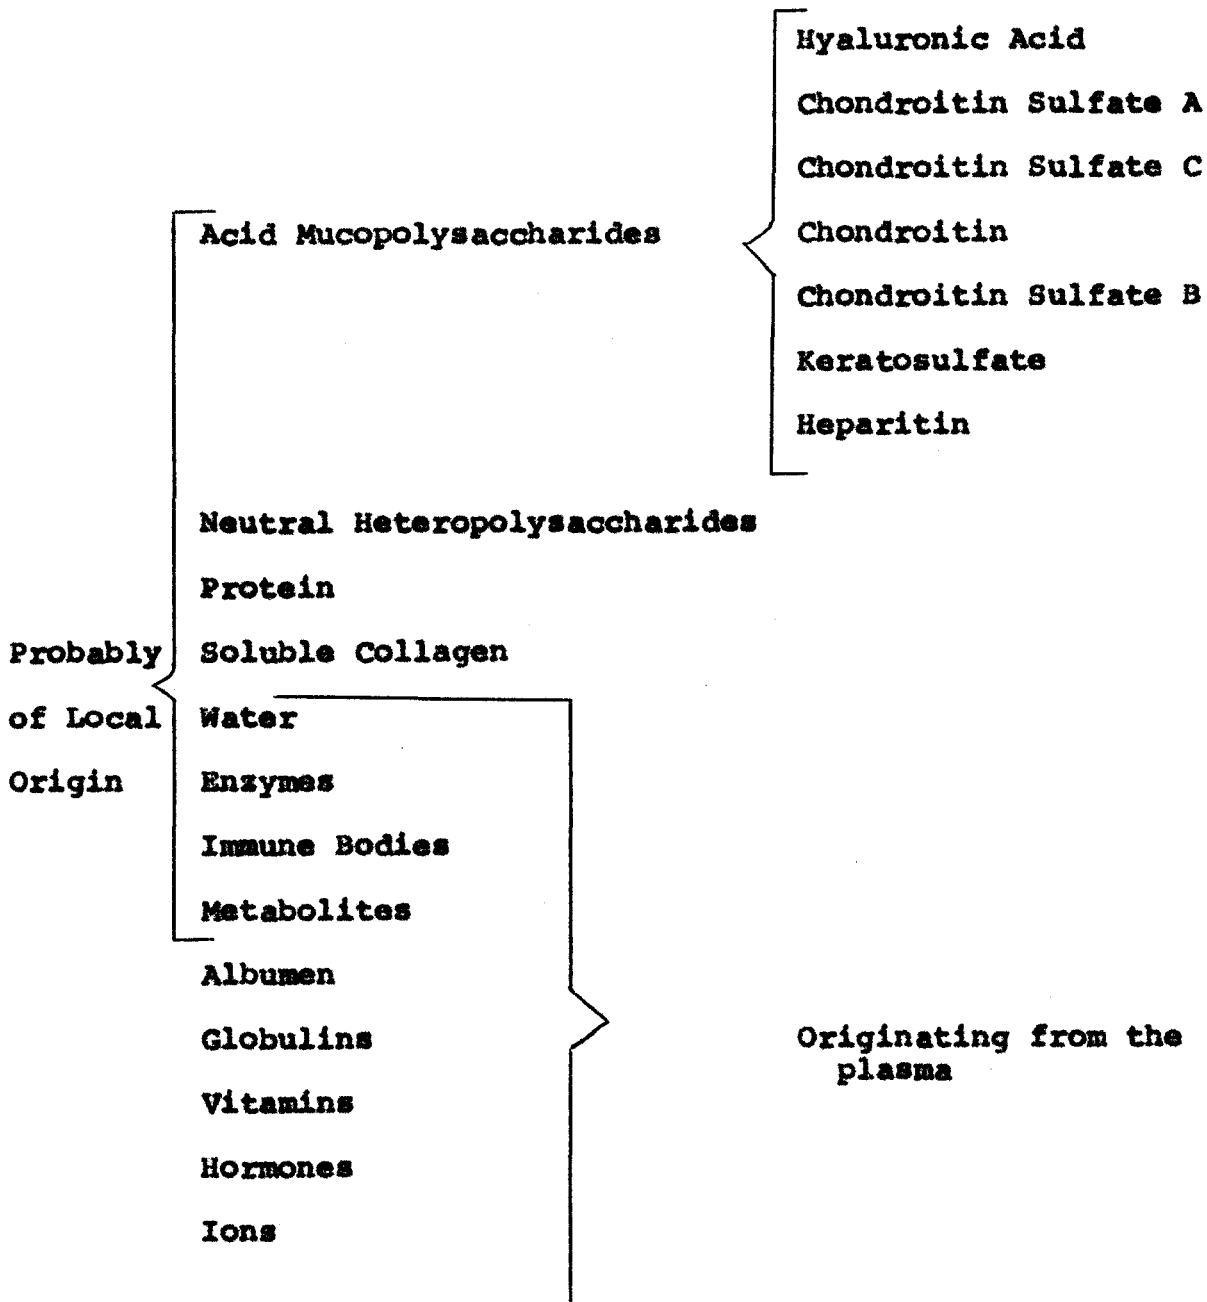 Hyaluronic Acid
Chondroitin Sulfate A
Chondroitin Sulfate C
Acid Mucopolysaccharides
Chondroitin
Chondroitin Sulfate B
Keratosulfate
Heparitin
Neutral Heteropolysaccharides
Protein
Probably
Soluble Collagen
of Local
Water
Origin
Enzymes
Immune Bodies
Metabolites
Albumen
Globulins
Originating from the
plasma
Vitamins
Hormones
Ions